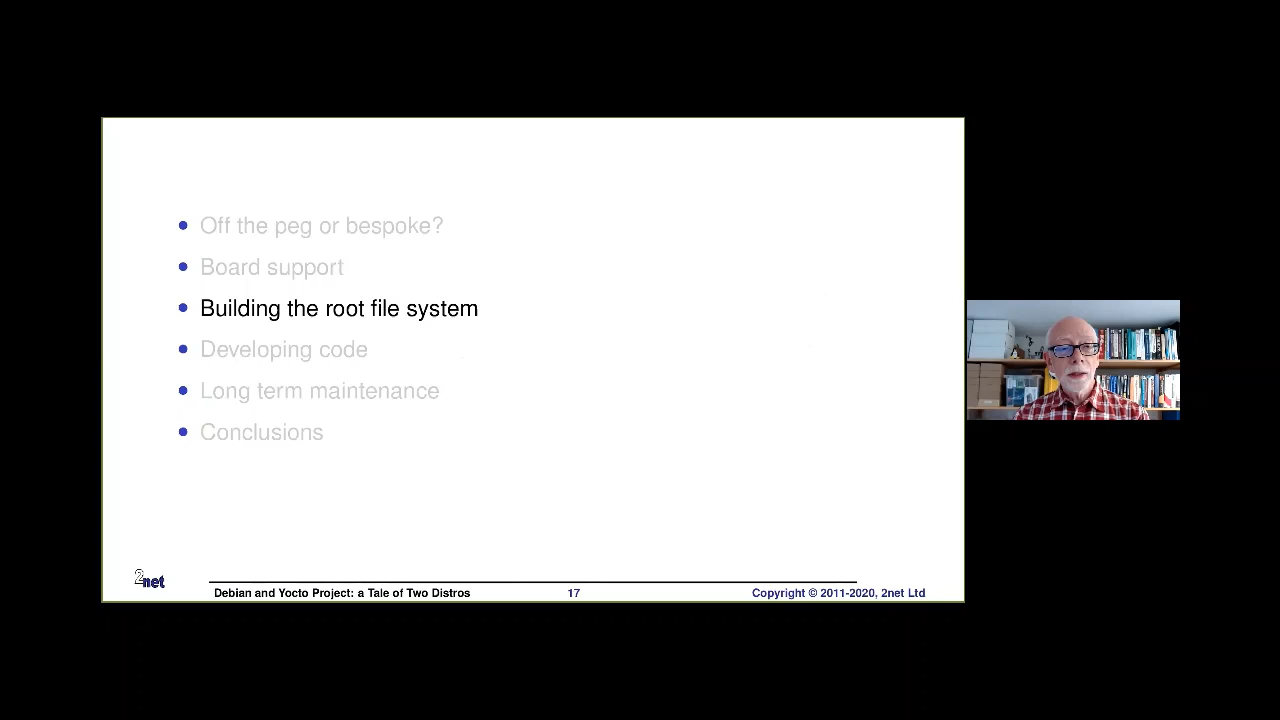 Off the peg or bespoke?
Board support
Building the root file system
Developing code
Long term maintenance
Conclusions
2net
Debian and Yocto Project: a Tale of Two Distros 17 Copyright © 2011-2020, 2net Ltd